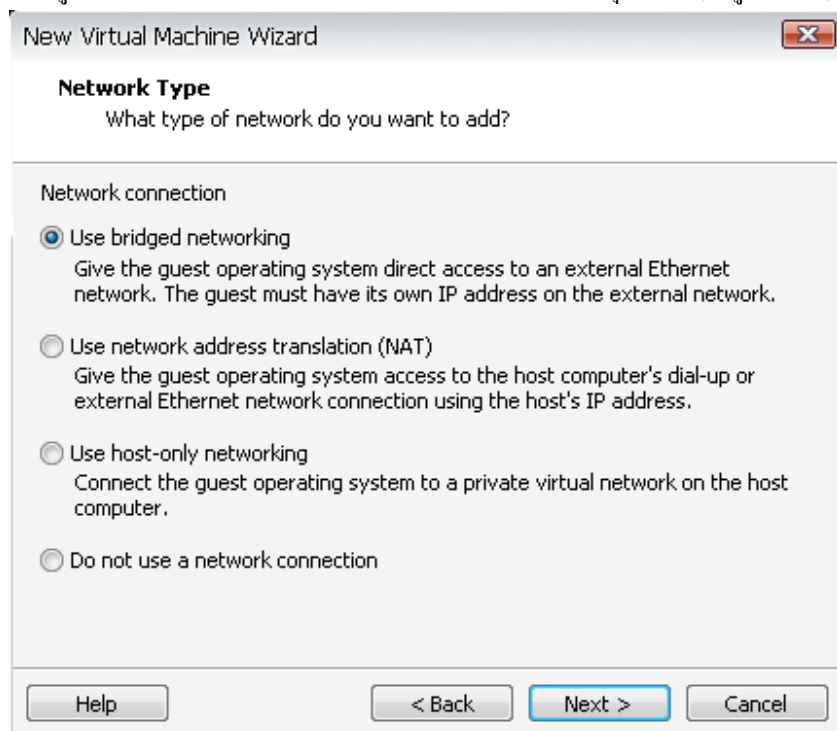 New Virtual Machine Wizard
Network Type
What type of network do you want to add?
Network connection
Use bridged networking
Give the guest operating system direct access to an external Ethernet
network. The guest must have its own IP address on the external network.
Use network address translation (NAT)
Give the guest operating system access to the host computer's dial-up or
external Ethernet network connection using the host's IP address.
Use host-only networking
Connect the guest operating system to a private virtual network on the host
computer.
Do not use a network connection
Help
< Back
Next >
Cancel